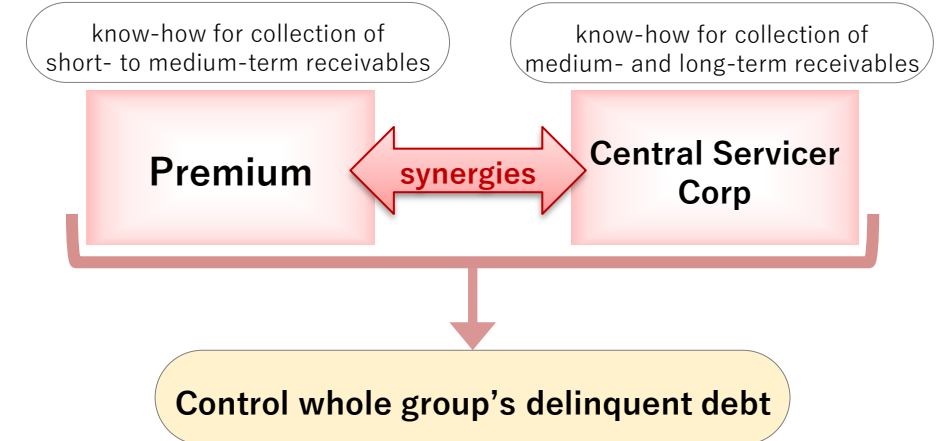 know-how for collection of
short- to medium-term receivables
know-how for collection of
medium- and long-term receivables
Premium
synergies
Central Servicer
Corp
Control whole group’s delinquent debt